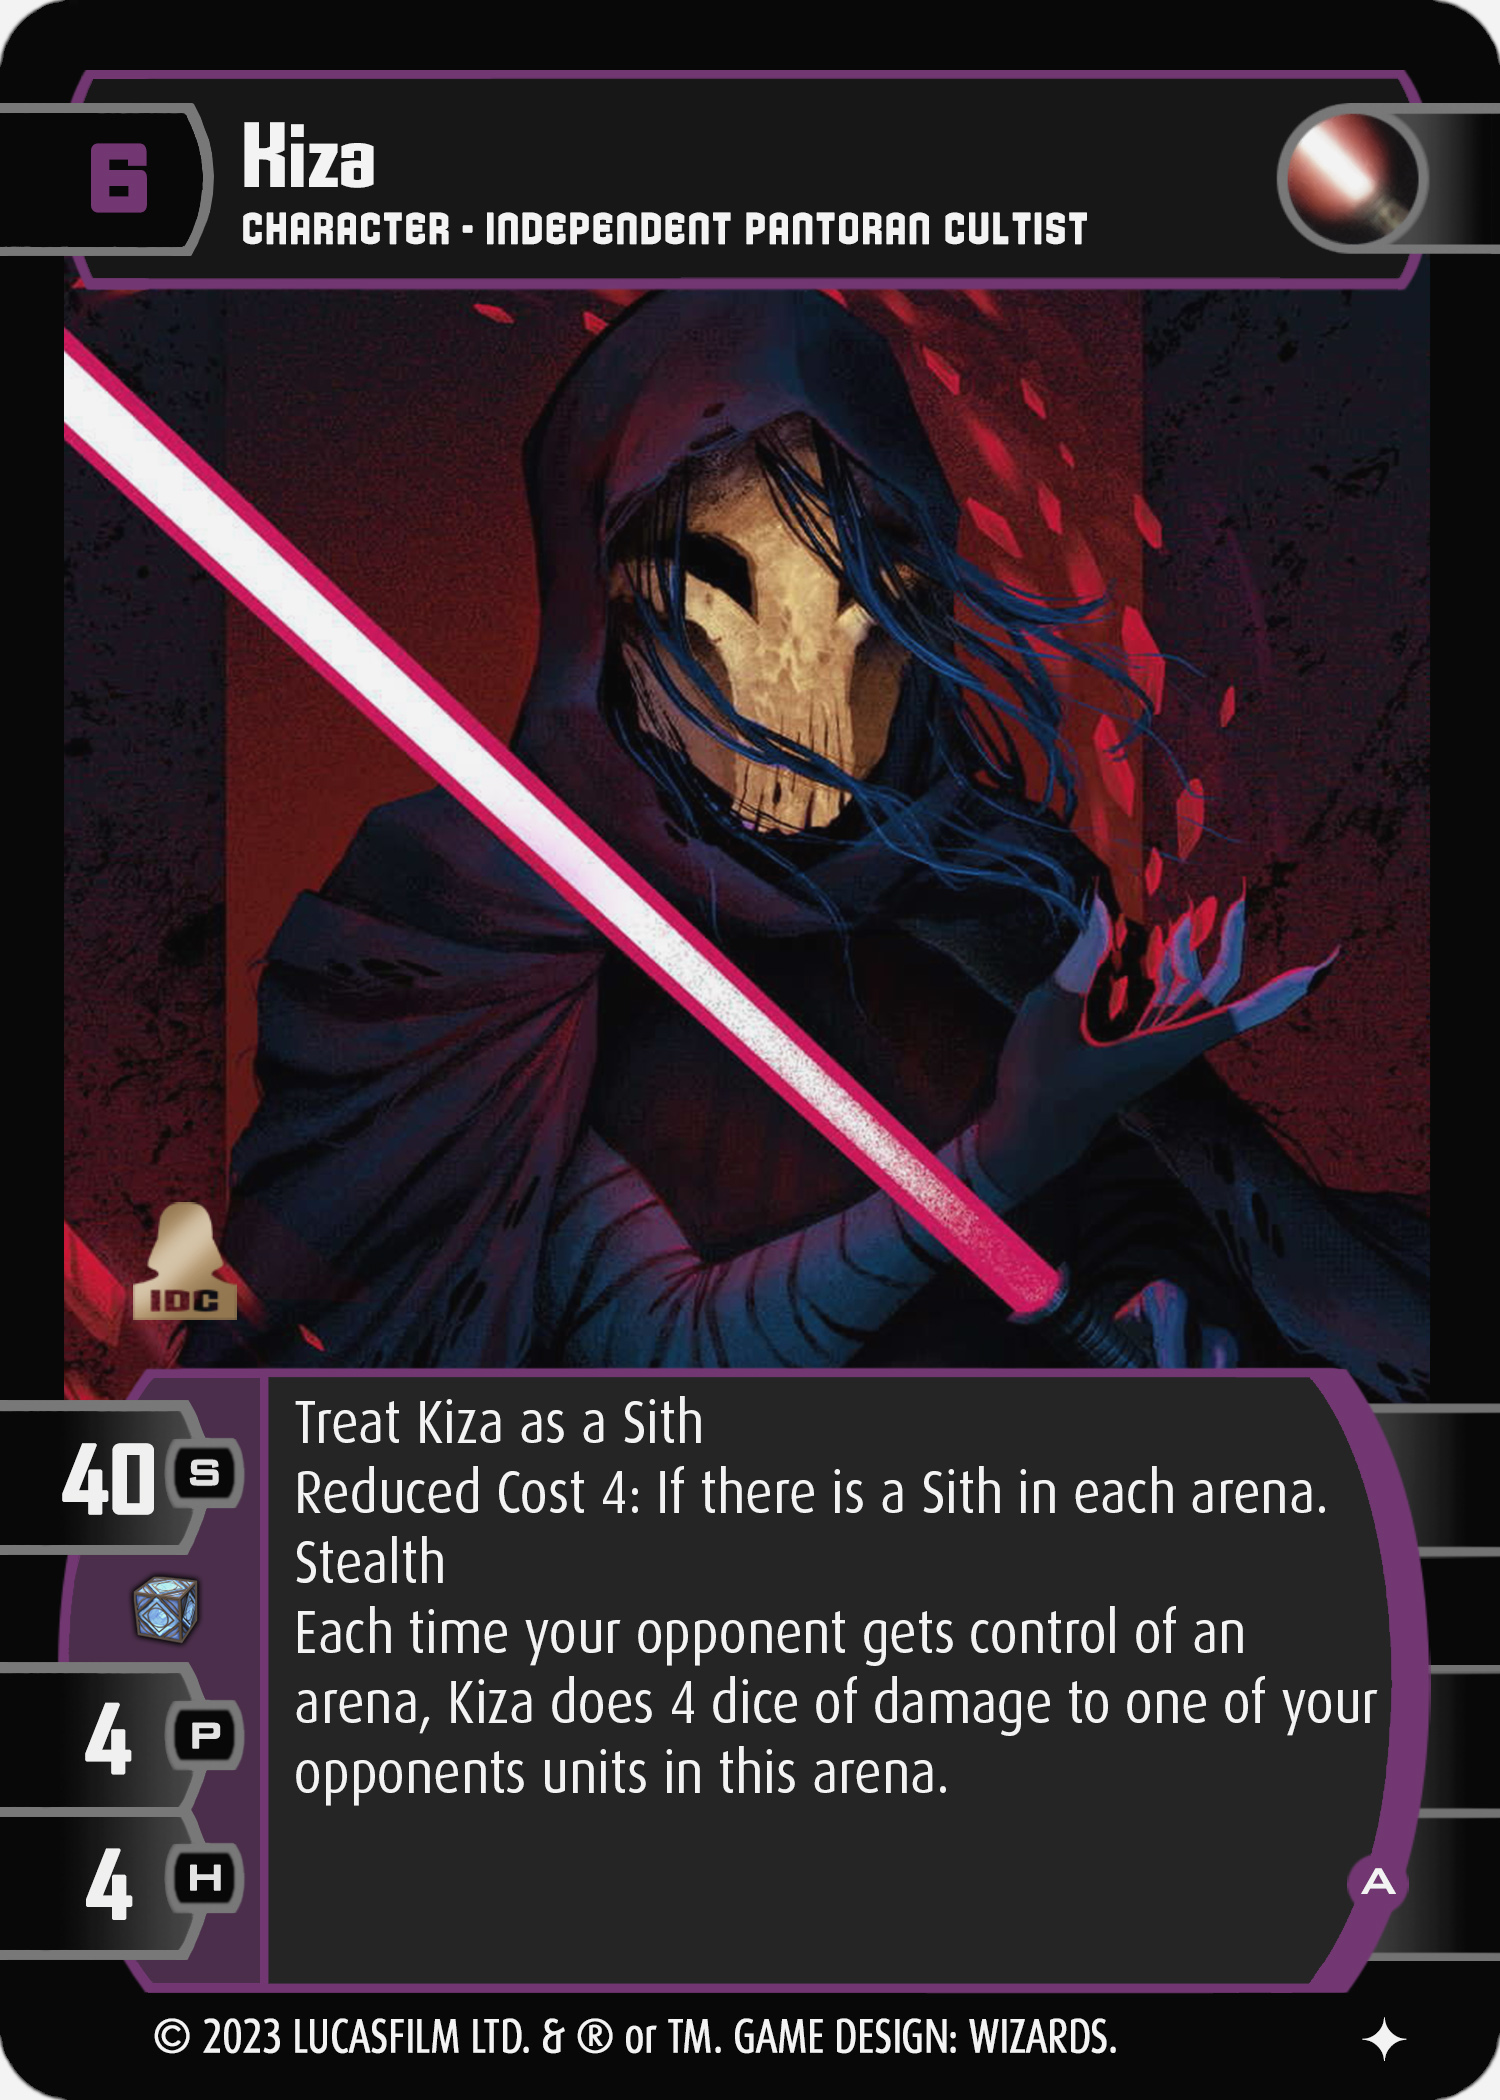 6
Kiza
CHARACTER - INDEPENDENT PANTORAN CULTIST
IDC
40 S
4 P
4 H
Treat Kiza as a Sith
Reduced Cost 4: If there is a Sith in each arena.
Stealth
Each time your opponent gets control of an
arena, Kiza does 4 dice of damage to one of your
opponents units in this arena.
A
© 2023 LUCASFILM LTD. & ® or TM. GAME DESIGN: WIZARDS.